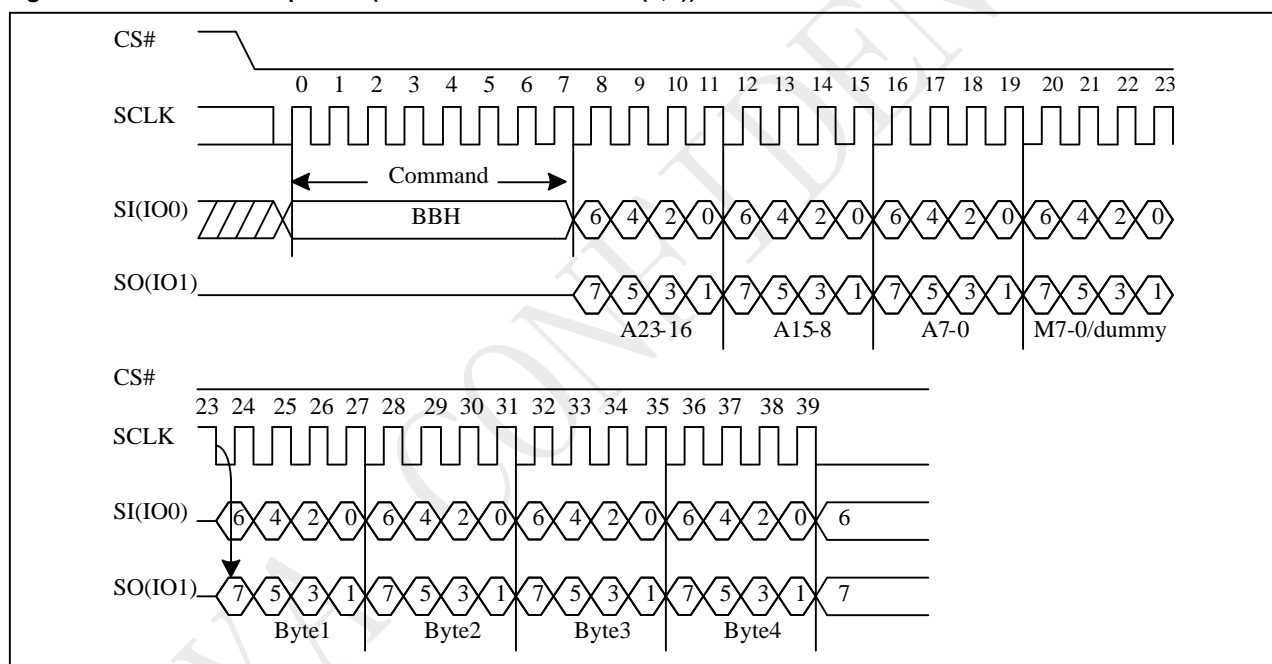 CS#
0 1 2 3 4 5 6 7 8 9 10 11 12 13 14 15 16 17 18 19 20 21 22 23
SCLK
Command
SI(IO0) BBH 6 4 2 0 6 4 2 0 6 4 2 0 6 4 2 0
SO(IO1) 7 5 3 1 7 5 3 1 7 5 3 1 7 5 3 1
A23-16 A15-8 A7-0 M7-0/dummy
CS#
23 24 25 26 27 28 29 30 31 32 33 34 35 36 37 38 39
SCLK
SI(IO0) 6 4 2 0 6 4 2 0 6 4 2 0 6 4 2 0 6
SO(IO1) 7 5 3 1 7 5 3 1 7 5 3 1 7 5 3 1 7
Byte1 Byte2 Byte3 Byte4